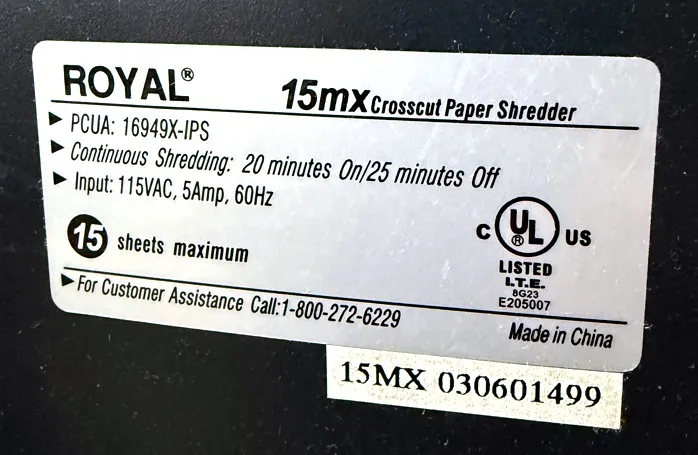 ROYAL®
15mx Crosscut Paper Shredder
▶ PCUA: 16949X-IPS
▶ Continuous Shredding: 20 minutes On/25 minutes Off
▶ Input: 115VAC, 5Amp, 60Hz
15 sheets maximum
C UL® US
LISTED
I.T.E.
8G23
E205007
▶ For Customer Assistance Call:1-800-272-6229
Made in China
15MX 030601499